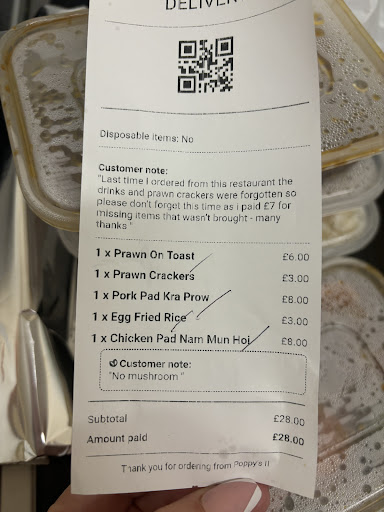 DELIVER
Disposable items: No
Customer note:
"Last time I ordered from this restaurant the
drinks and prawn crackers were forgotten so
please don't forget this time as i paid £7 for
missing items that wasn't brought - many
thanks "
1 x Prawn On Toast £6.00
1 x Prawn Crackers £3.00
1 x Pork Pad Kra Prow £8.00
1 x Egg Fried Rice £3.00
1 x Chicken Pad Nam Mun Hoi £8.00
Customer note:
"No mushroom "
Subtotal £28.00
Amount paid £28.00
Thank you for ordering from Poppy's II